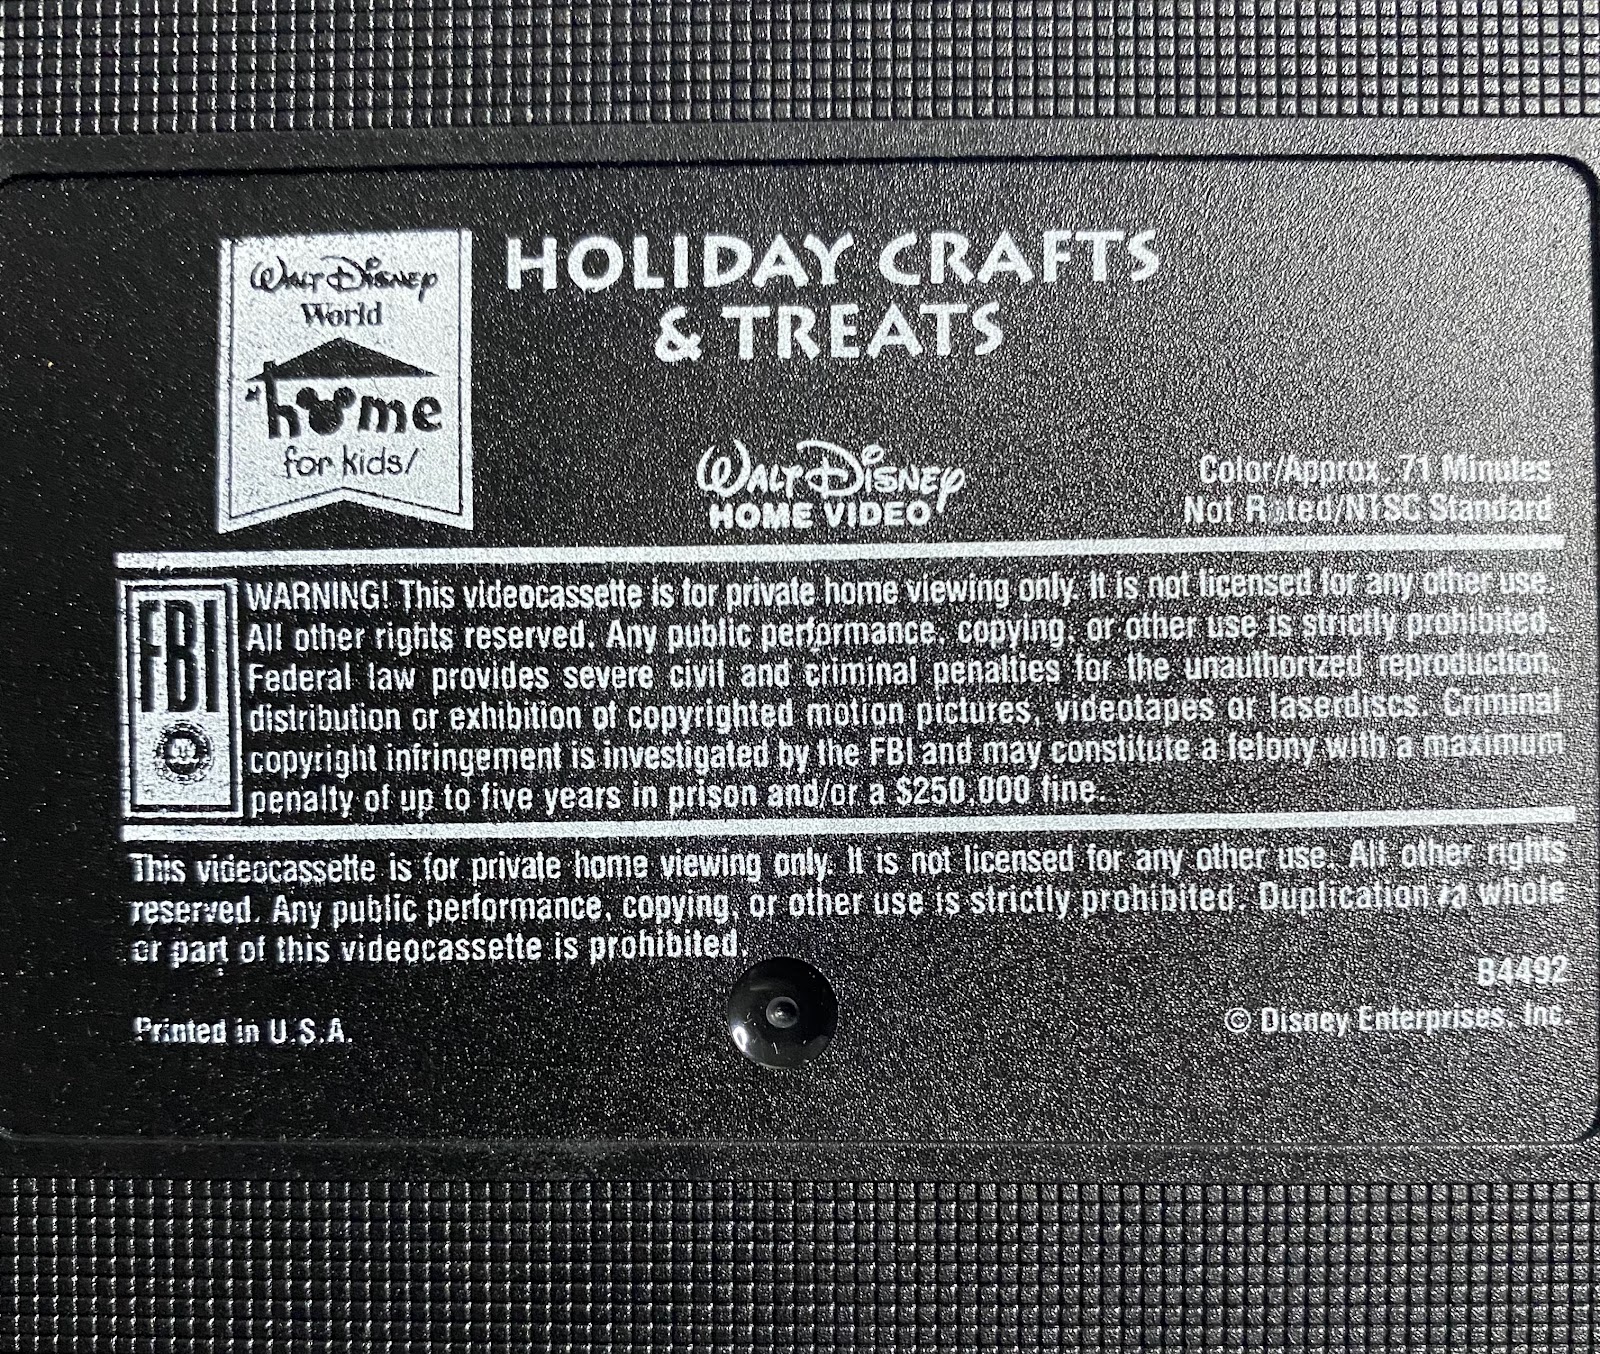 HOLIDAY CRAFTS
& TREATS
WALT DISNEY
World
at home
for kids!
WALT DISNEY
HOME VIDEO
Color/Approx. 71 Minutes
Not Rated/NTSC Standard
FBI
WARNING! This videocassette is for private home viewing only. It is not licensed for any other use.
All other rights reserved. Any public performance, copying, or other use is strictly prohibited.
Federal law provides severe civil and criminal penalties for the unauthorized reproduction,
distribution or exhibition of copyrighted motion pictures, videotapes or laserdiscs. Criminal
copyright infringement is investigated by the FBI and may constitute a felony with a maximum
penalty of up to five years in prison and/or a $250,000 fine.
This videocassette is for private home viewing only. It is not licensed for any other use. All other rights
reserved. Any public performance, copying, or other use is strictly prohibited. Duplication in whole
or part of this videocassette is prohibited.
84492
Printed in U.S.A.
© Disney Enterprises, Inc.